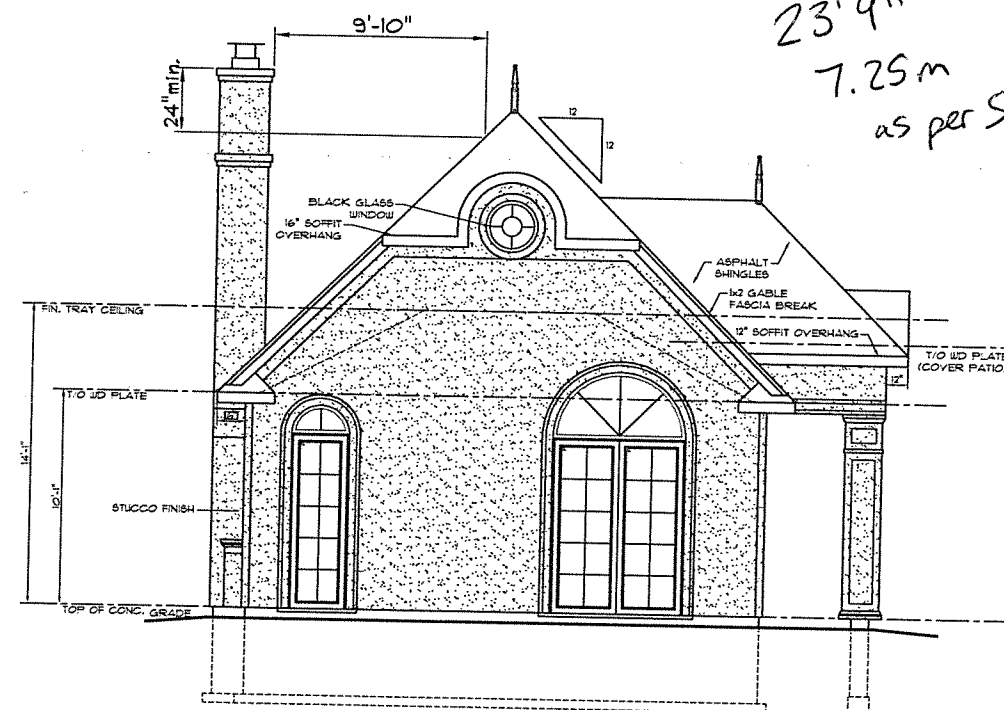 23'9"
7.25m
as per S
9'-10"
24" min.
12
12
BLACK GLASS
WINDOW
16" SOFFIT
OVERHANG
ASPHALT
SHINGLES
1x2 GABLE
FASCIA BREAK
FIN. TRAY CEILING
12" SOFFIT OVERHANG
T/O WD PLATE
(COVER PATIO
12"
T/O WD PLATE
14'-1"
10'-1"
STUCCO FINISH
TOP OF CONC. GRADE